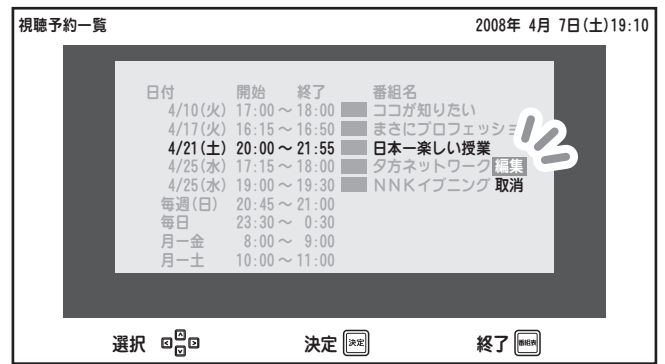 視聴予約一覧 2008年 4月 7日(土)19:10
日付 開始 終了 番組名
4/10(火) 17:00～18:00 ココが知りたい
4/17(火) 16:15～16:50 まさにプロフェッショ
4/21(土) 20:00～21:55 日本一楽しい授業
4/25(水) 17:15～18:00 夕方ネットワーク 編集
4/25(水) 19:00～19:30 NNKイブニング 取消
毎週(日) 20:45～21:00
毎日 23:30～ 0:30
月ー金 8:00～ 9:00
月ー土 10:00～11:00
選択 決定 決定 終了 番組表